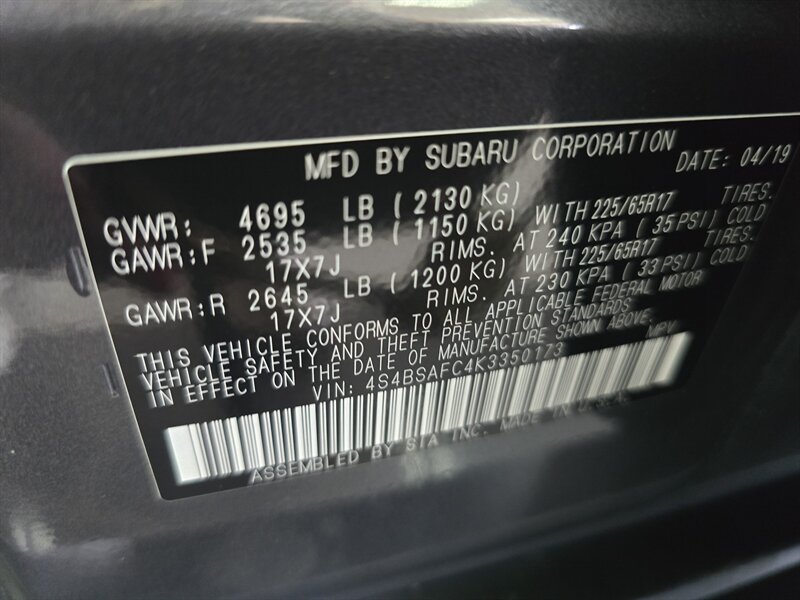 MFD BY SUBARU CORPORATION DATE: 04/19
GVWR: 4695 LB ( 2130 KG)
GAWR:F 2535 LB ( 1150 KG) WITH 225/65R17 TIRES.
17X7J RIMS. AT 240 KPA ( 35 PSI) COLD
GAWR:R 2645 LB ( 1200 KG) WITH 225/65R17 TIRES.
17X7J RIMS. AT 230 KPA ( 33 PSI) COLD
THIS VEHICLE CONFORMS TO ALL APPLICABLE FEDERAL MOTOR
VEHICLE SAFETY AND THEFT PREVENTION STANDARDS
IN EFFECT ON THE DATE OF MANUFACTURE SHOWN ABOVE.
VIN: 4S4BSAFC4K3350173 MPV
ASSEMBLED BY SIA INC. MADE IN U.S.A.